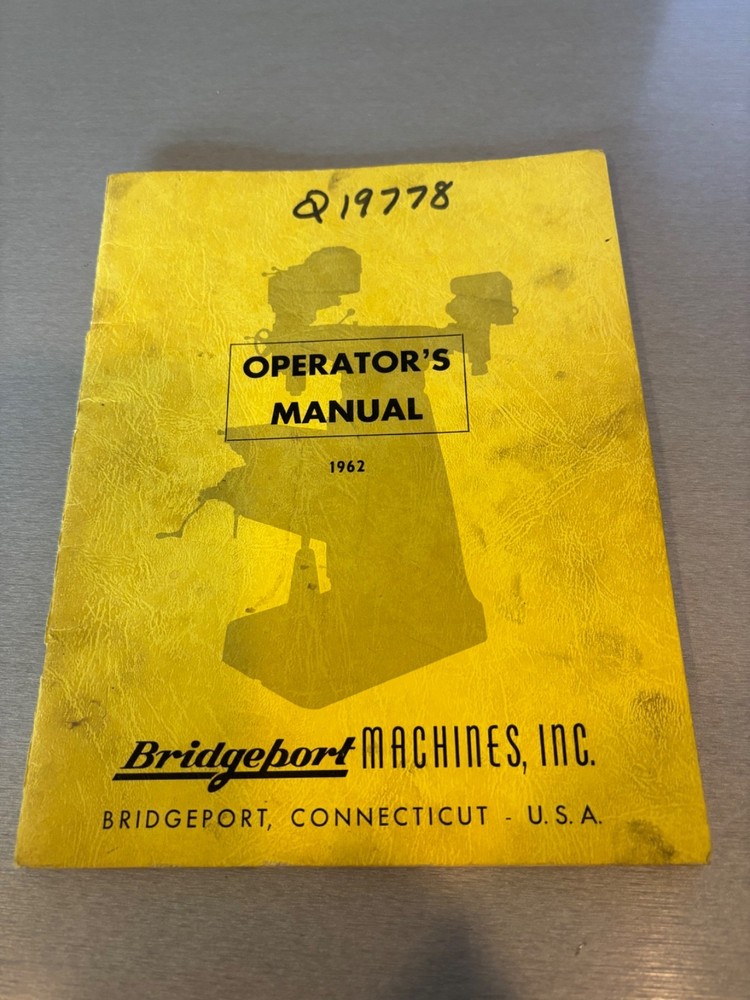 Q19778
OPERATOR'S
MANUAL
1962
Bridgeport MACHINES, INC.
BRIDGEPORT, CONNECTICUT - U.S.A.